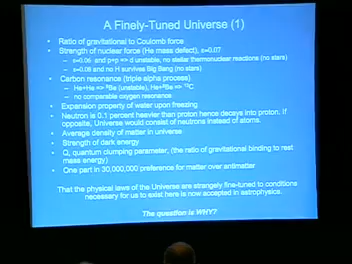 A Finely-Tuned Universe (1)
• Ratio of gravitational to Coulomb force
• Strength of nuclear force (He mass defect), ε=0.07
– ε=0.06 and p+p => d unstable, no stellar thermonuclear reactions (no stars)
– ε=0.08 and no H survives Big Bang (no stars)
• Carbon resonance (triple alpha process)
– He+He => ⁸Be (unstable), He+⁸Be => ¹²C
– no comparable oxygen resonance
• Expansion property of water upon freezing
• Neutron is 0.1 percent heavier than proton hence decays into proton. If
opposite, Universe would consist of neutrons instead of atoms.
• Average density of matter in universe
• Strength of dark energy
• Q, quantum clumping parameter, (the ratio of gravitational binding to rest
mass energy)
• One part in 30,000,000 preference for matter over antimatter
That the physical laws of the Universe are strangely fine-tuned to conditions
necessary for us to exist here is now accepted in astrophysics.
The question is WHY?